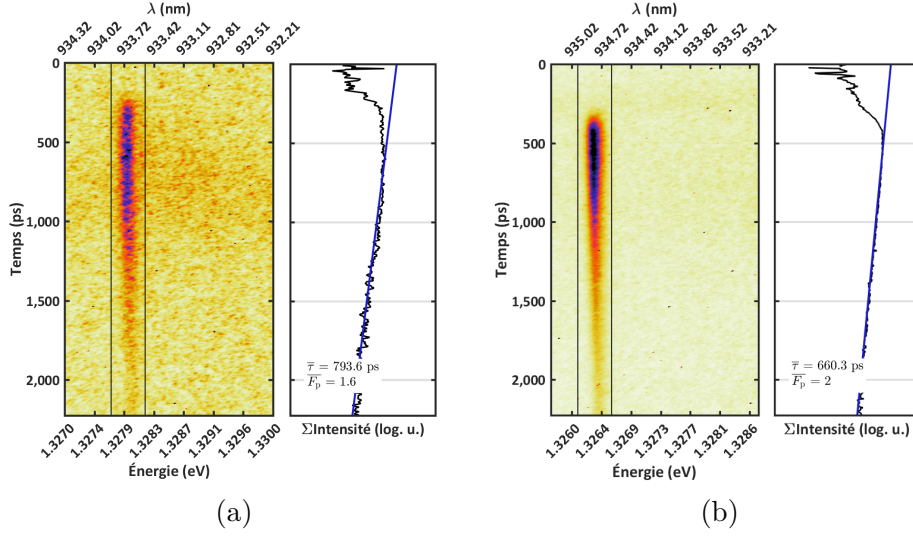 λ (nm)
934.32 934.02 933.72 933.42 933.11 932.81 932.51 932.21
0
500
1,000
1,500
2,000
Temps (ps)
1.3270 1.3274 1.3279 1.3283 1.3287 1.3291 1.3296 1.3300
Énergie (eV)
τ̅ = 793.6 ps
F̅ₚ = 1.6
ΣIntensité (log. u.)
(a)
λ (nm)
935.02 934.72 934.42 934.12 933.82 933.52 933.21
0
500
1,000
1,500
2,000
Temps (ps)
1.3260 1.3264 1.3269 1.3273 1.3277 1.3281 1.3286
Énergie (eV)
τ̅ = 660.3 ps
F̅ₚ = 2
ΣIntensité (log. u.)
(b)